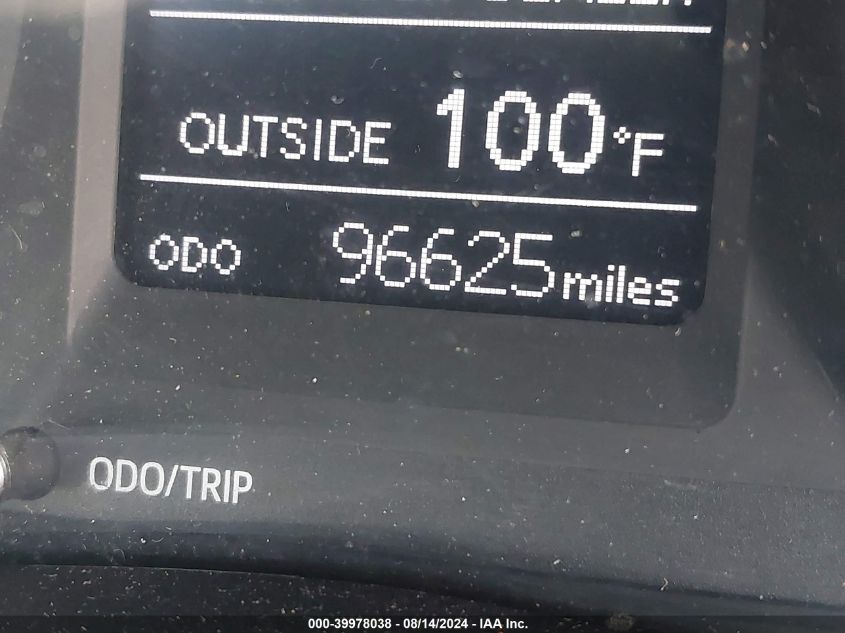 OUTSIDE 100°F
ODO 96625 miles
ODO/TRIP
000-39978038 - 08/14/2024 - IAA Inc.